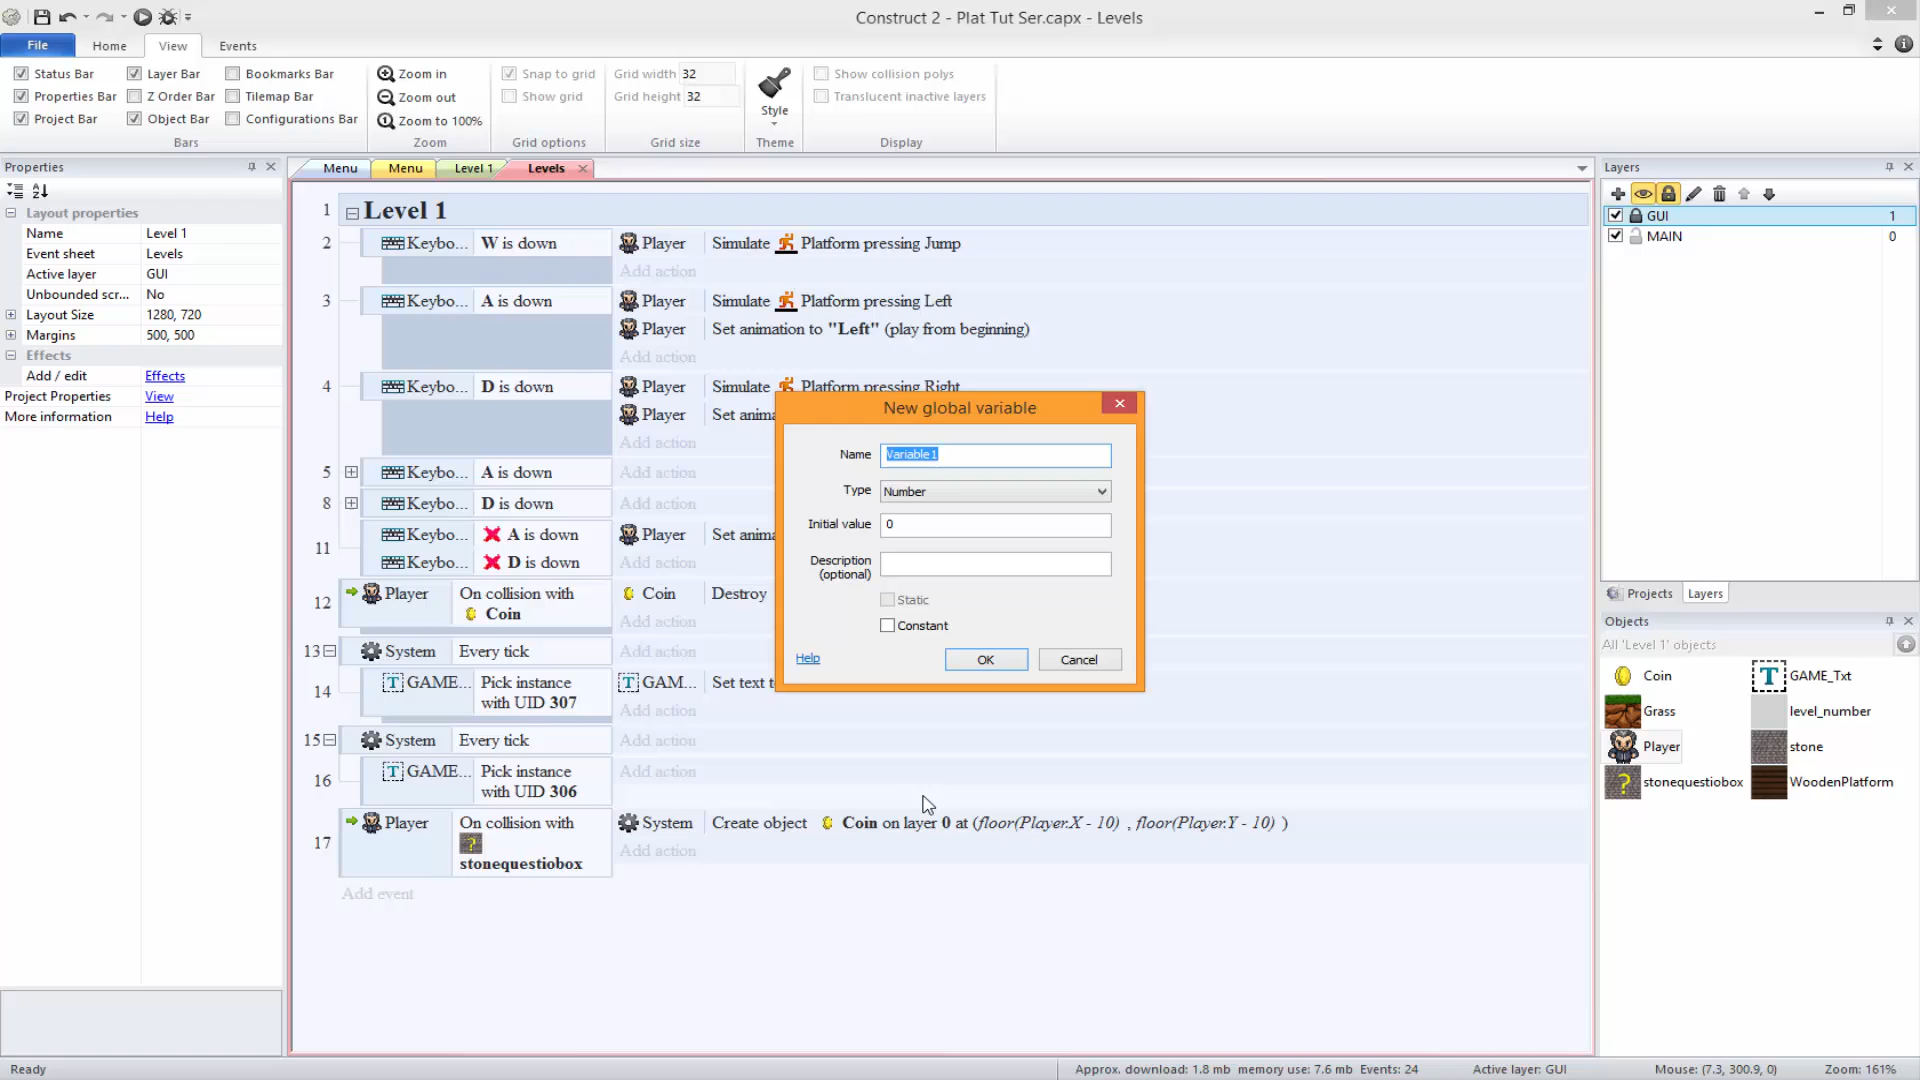 Construct 2 - Plat Tut Ser.capx - Levels
File Home View Events
Status Bar Layer Bar Bookmarks Bar
Properties Bar Z Order Bar Tilemap Bar
Project Bar Object Bar Configurations Bar
Bars
Zoom in
Zoom out
Zoom to 100%
Zoom
Snap to grid
Show grid
Grid options
Grid width 32
Grid height 32
Grid size
Style
Theme
Show collision polys
Translucent inactive layers
Display
Properties
Layout properties
Name Level 1
Event sheet Levels
Active layer GUI
Unbounded scr... No
Layout Size 1280, 720
Margins 500, 500
Effects
Add / edit Effects
Project Properties View
More information Help
Menu Menu Level 1 Levels
1 Level 1
2 Keybo... W is down Player Simulate Platform pressing Jump
Add action
3 Keybo... A is down Player Simulate Platform pressing Left
Player Set animation to "Left" (play from beginning)
Add action
4 Keybo... D is down Player Simulate Platform pressing Right
Player Set anima
Add action
5 Keybo... A is down Add action
8 Keybo... D is down Add action
11 Keybo... A is down Player Set anima
Keybo... D is down Add action
12 Player On collision with Coin Coin Destroy
Add action
13 System Every tick Add action
14 GAME... Pick instance with UID 307 GAM... Set text t
Add action
15 System Every tick Add action
16 GAME... Pick instance with UID 306 Add action
17 Player On collision with stonequestiobox System Create object Coin on layer 0 at (floor(Player.X - 10) , floor(Player.Y - 10) )
Add action
Add event
New global variable
Name Variable1
Type Number
Initial value 0
Description (optional)
Static
Constant
Help OK Cancel
Layers
GUI 1
MAIN 0
Projects Layers
Objects
All 'Level 1' objects
Coin GAME_Txt
Grass level_number
Player stone
stonequestiobox WoodenPlatform
Ready
Approx. download: 1.8 mb memory use: 7.6 mb Events: 24 Active layer: GUI Mouse: (7.3, 300.9, 0) Zoom: 161%